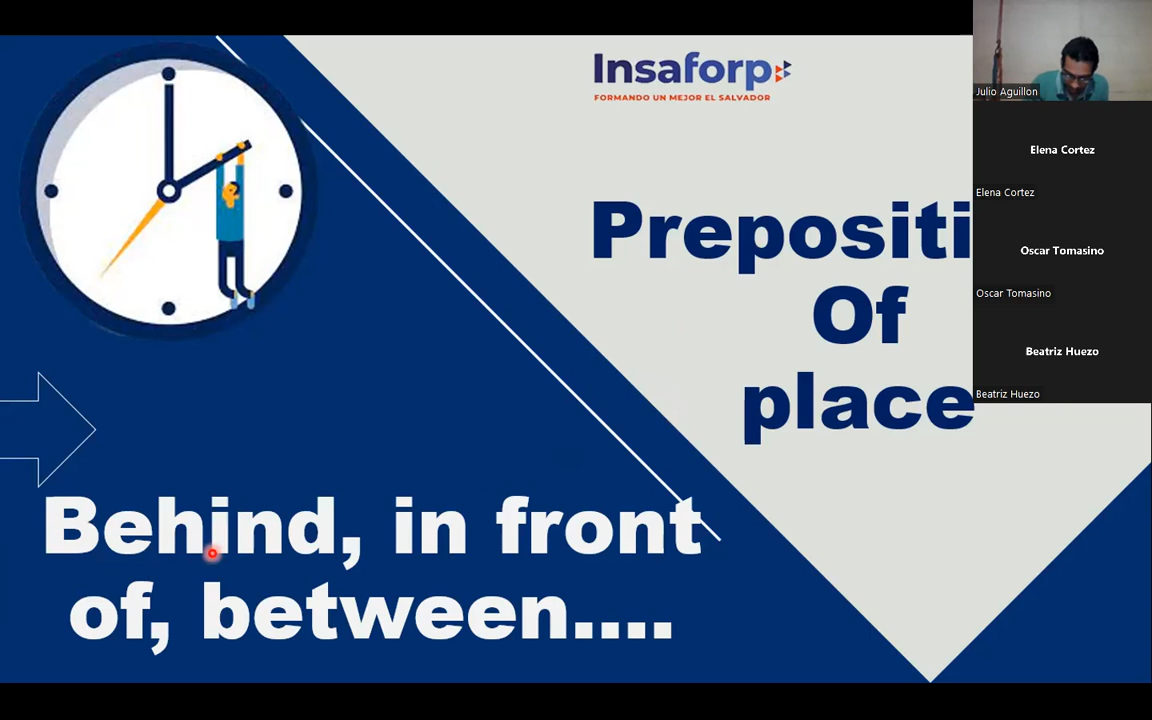 Insaforp
FORMANDO UN MEJOR EL SALVADOR
Prepositi
Of
place
Behind, in front
of, between....
Julio Aguillon
Elena Cortez
Elena Cortez
Oscar Tomasino
Oscar Tomasino
Beatriz Huezo
Beatriz Huezo